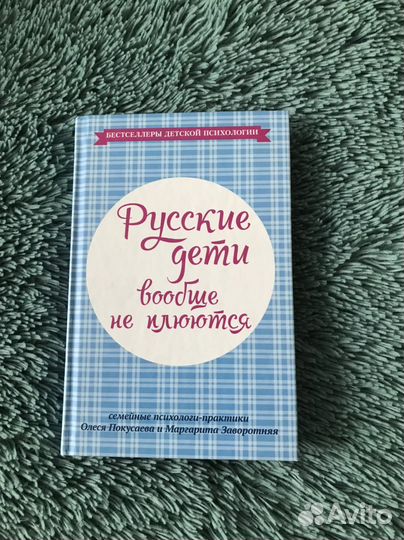 БЕСТСЕЛЛЕРЫ ДЕТСКОЙ ПСИХОЛОГИИ
Русские
дети
вообще
не плюются
семейные психологи-практики
Олеся Покусаева и Маргарита Заворотняя
Avito